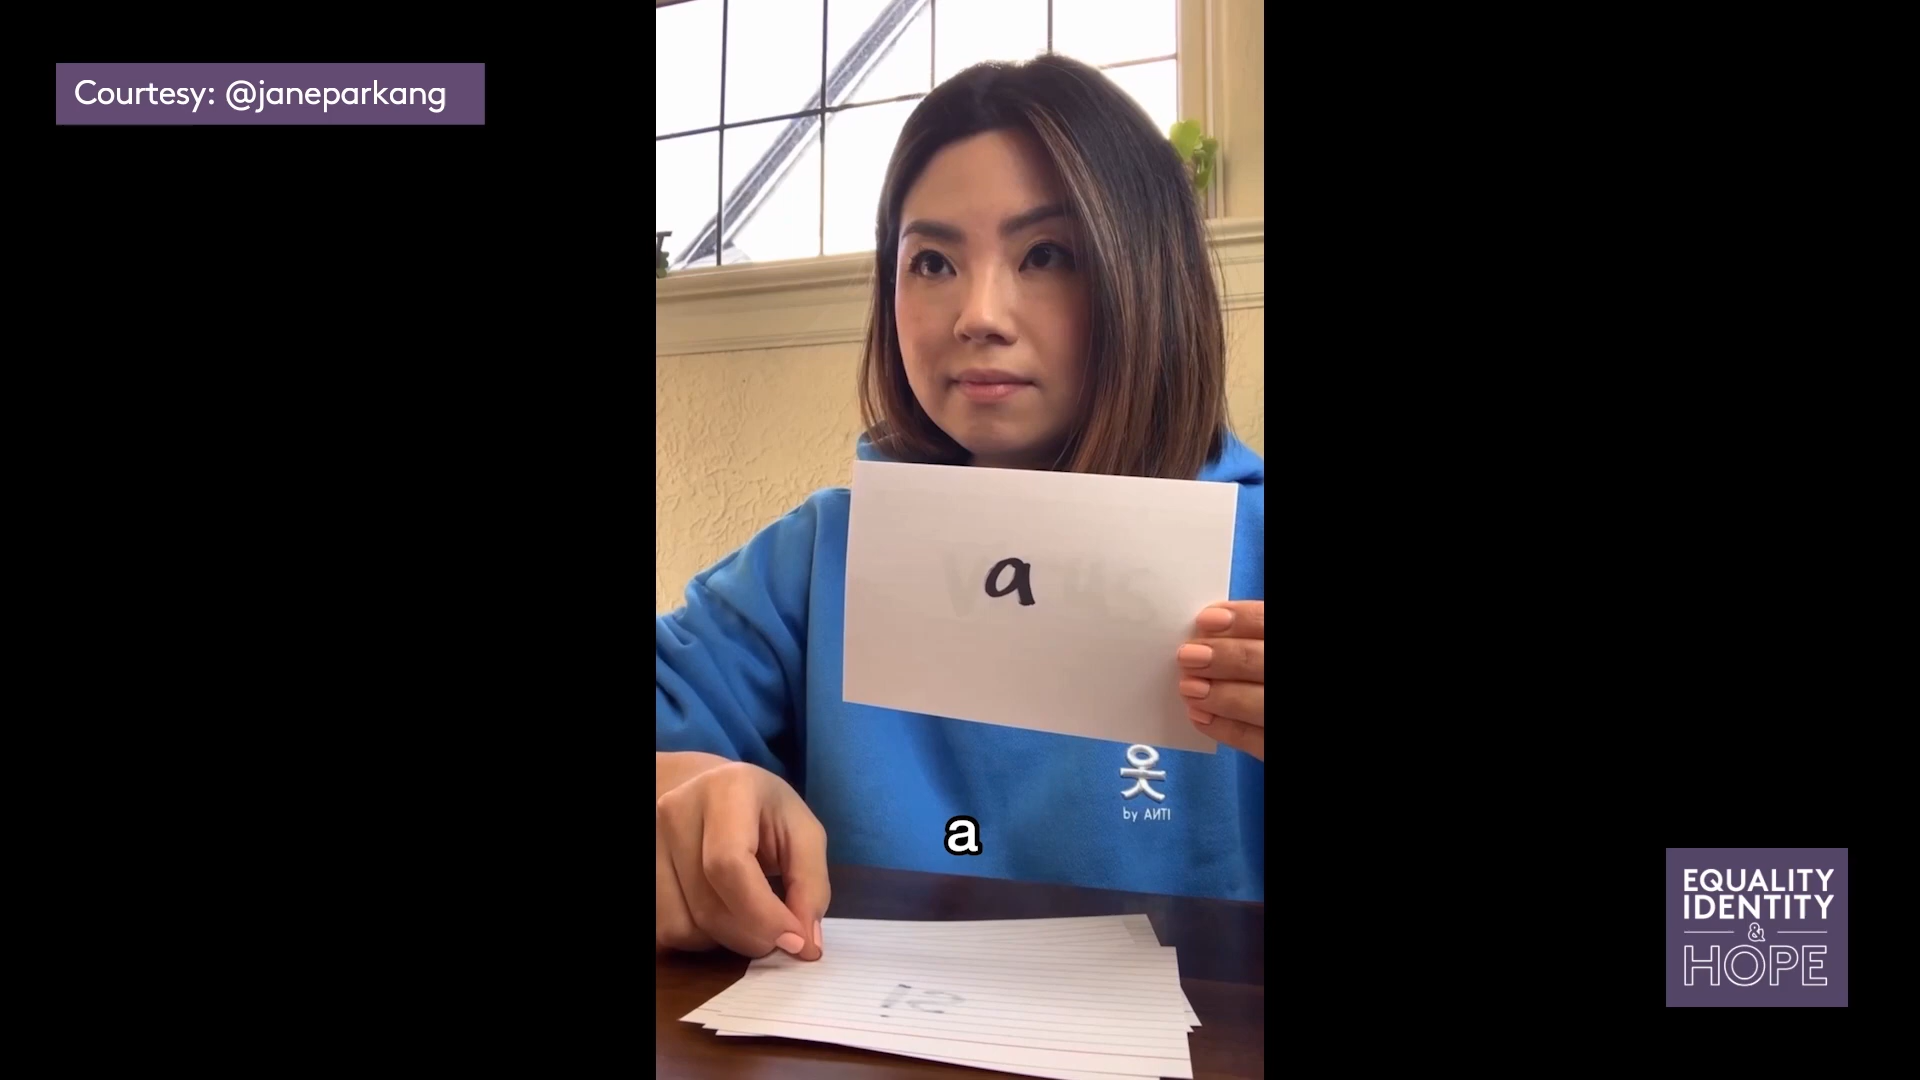 Courtesy: @janeparkang
a
옷
by AИTI
a
EQUALITY
IDENTITY
&
HOPE